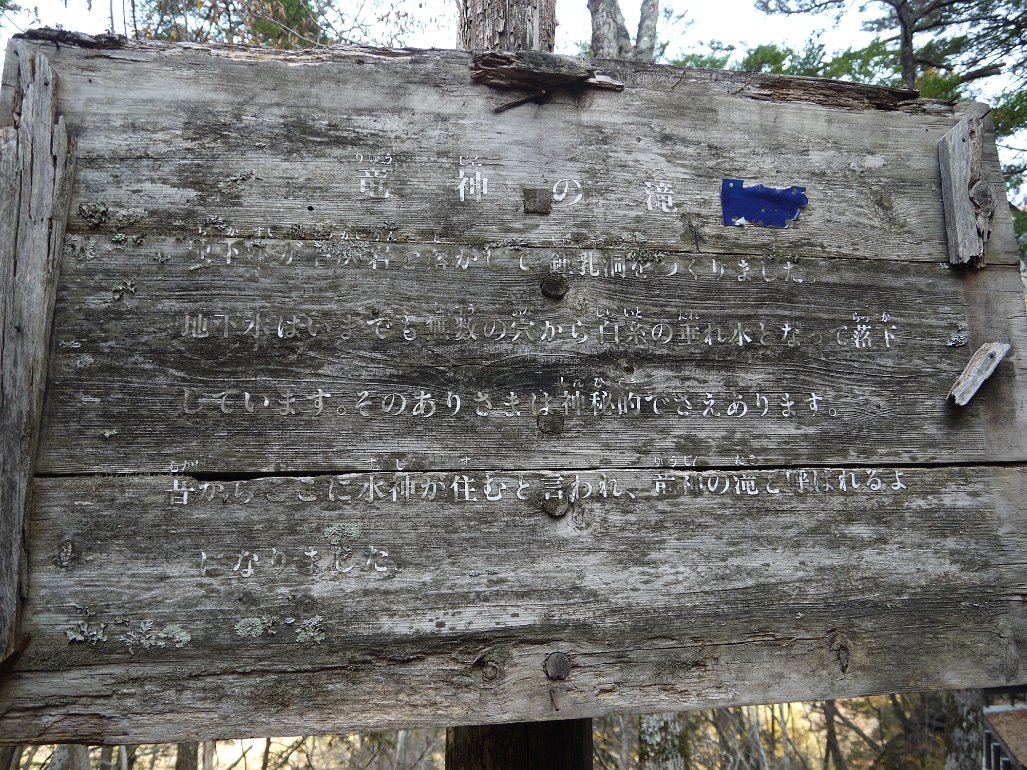 竜神の滝
地下水が石灰岩を溶かして鍾乳洞をつくりました。
地下水はいまでも無数の穴から白糸の垂れ水となって落下
しています。そのありさまは神秘的でさえあります。
昔からここに水神が住むと言われ、竜神の滝と呼ばれるよ
になりました。